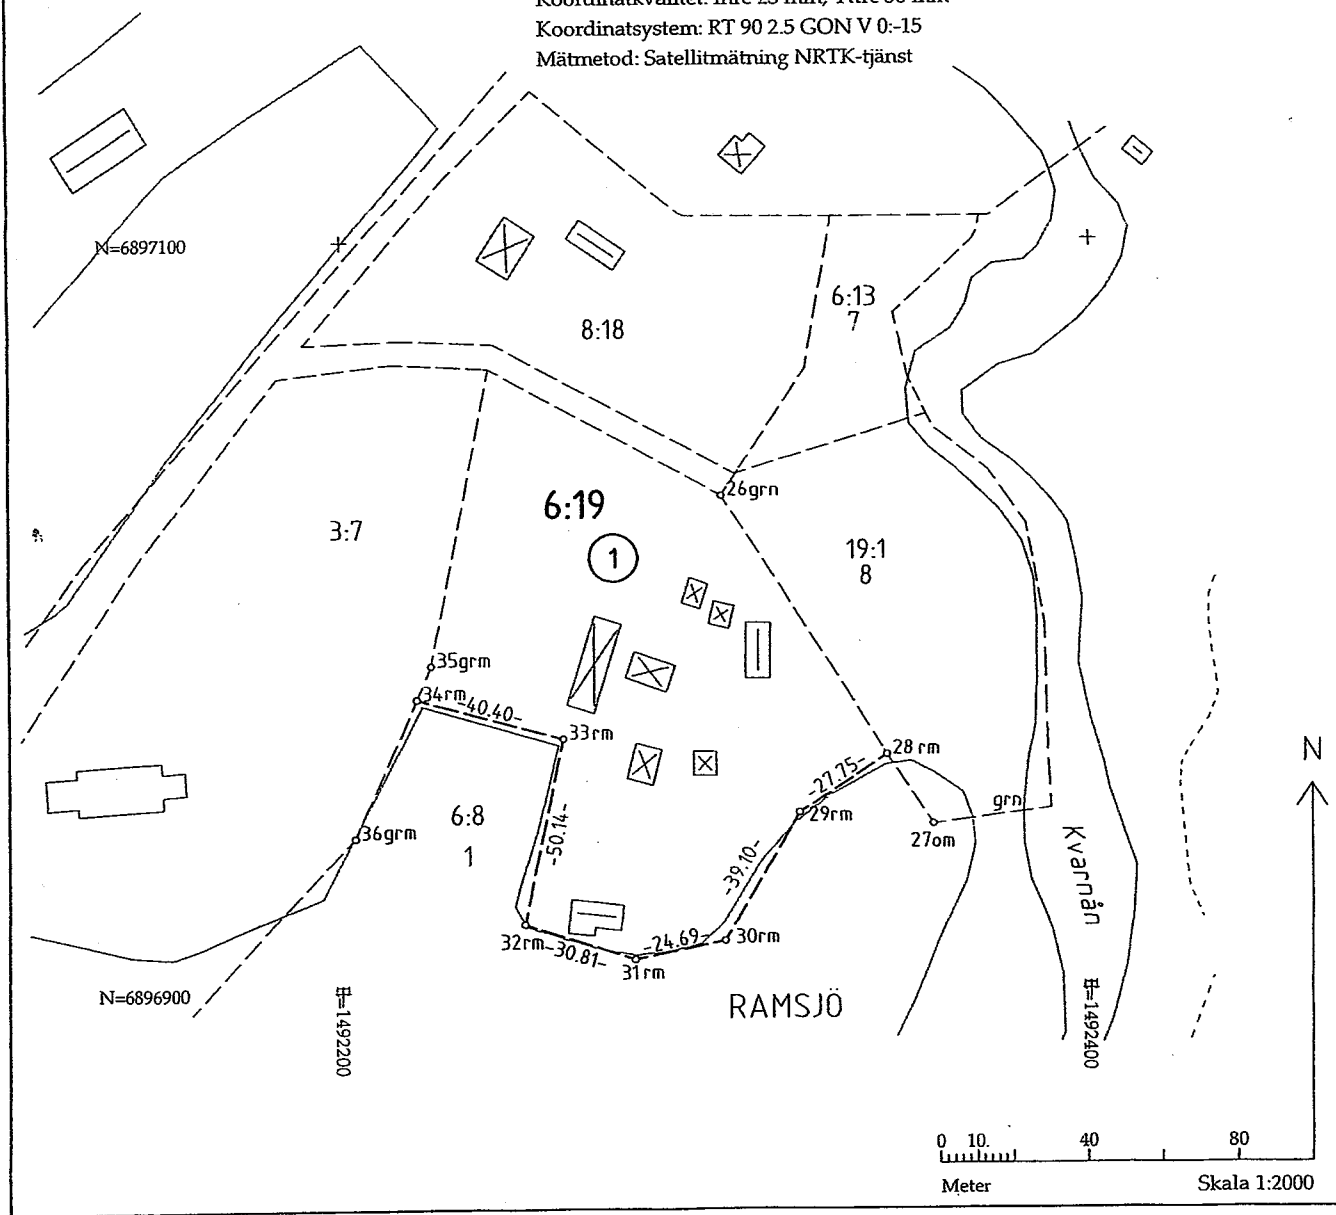 Koordinatsystem: RT 90 2.5 GON V 0:-15
Mätmetod: Satellitmätning NRTK-tjänst
N=6897100
6:13
7
8:18
26grn
6:19
3:7
1
19:1
8
35grm
34rm
-40.40-
33rm
28 rm
-27.75-
grn
29rm
27om
N
6:8
1
36grm
-50.14-
-39.10-
Kvarnån
32rm
-30.81-
31rm
-24.69-
30rm
N=6896900
RAMSJÖ
E=1492200
E=1492400
0 10. 40 80
Meter
Skala 1:2000